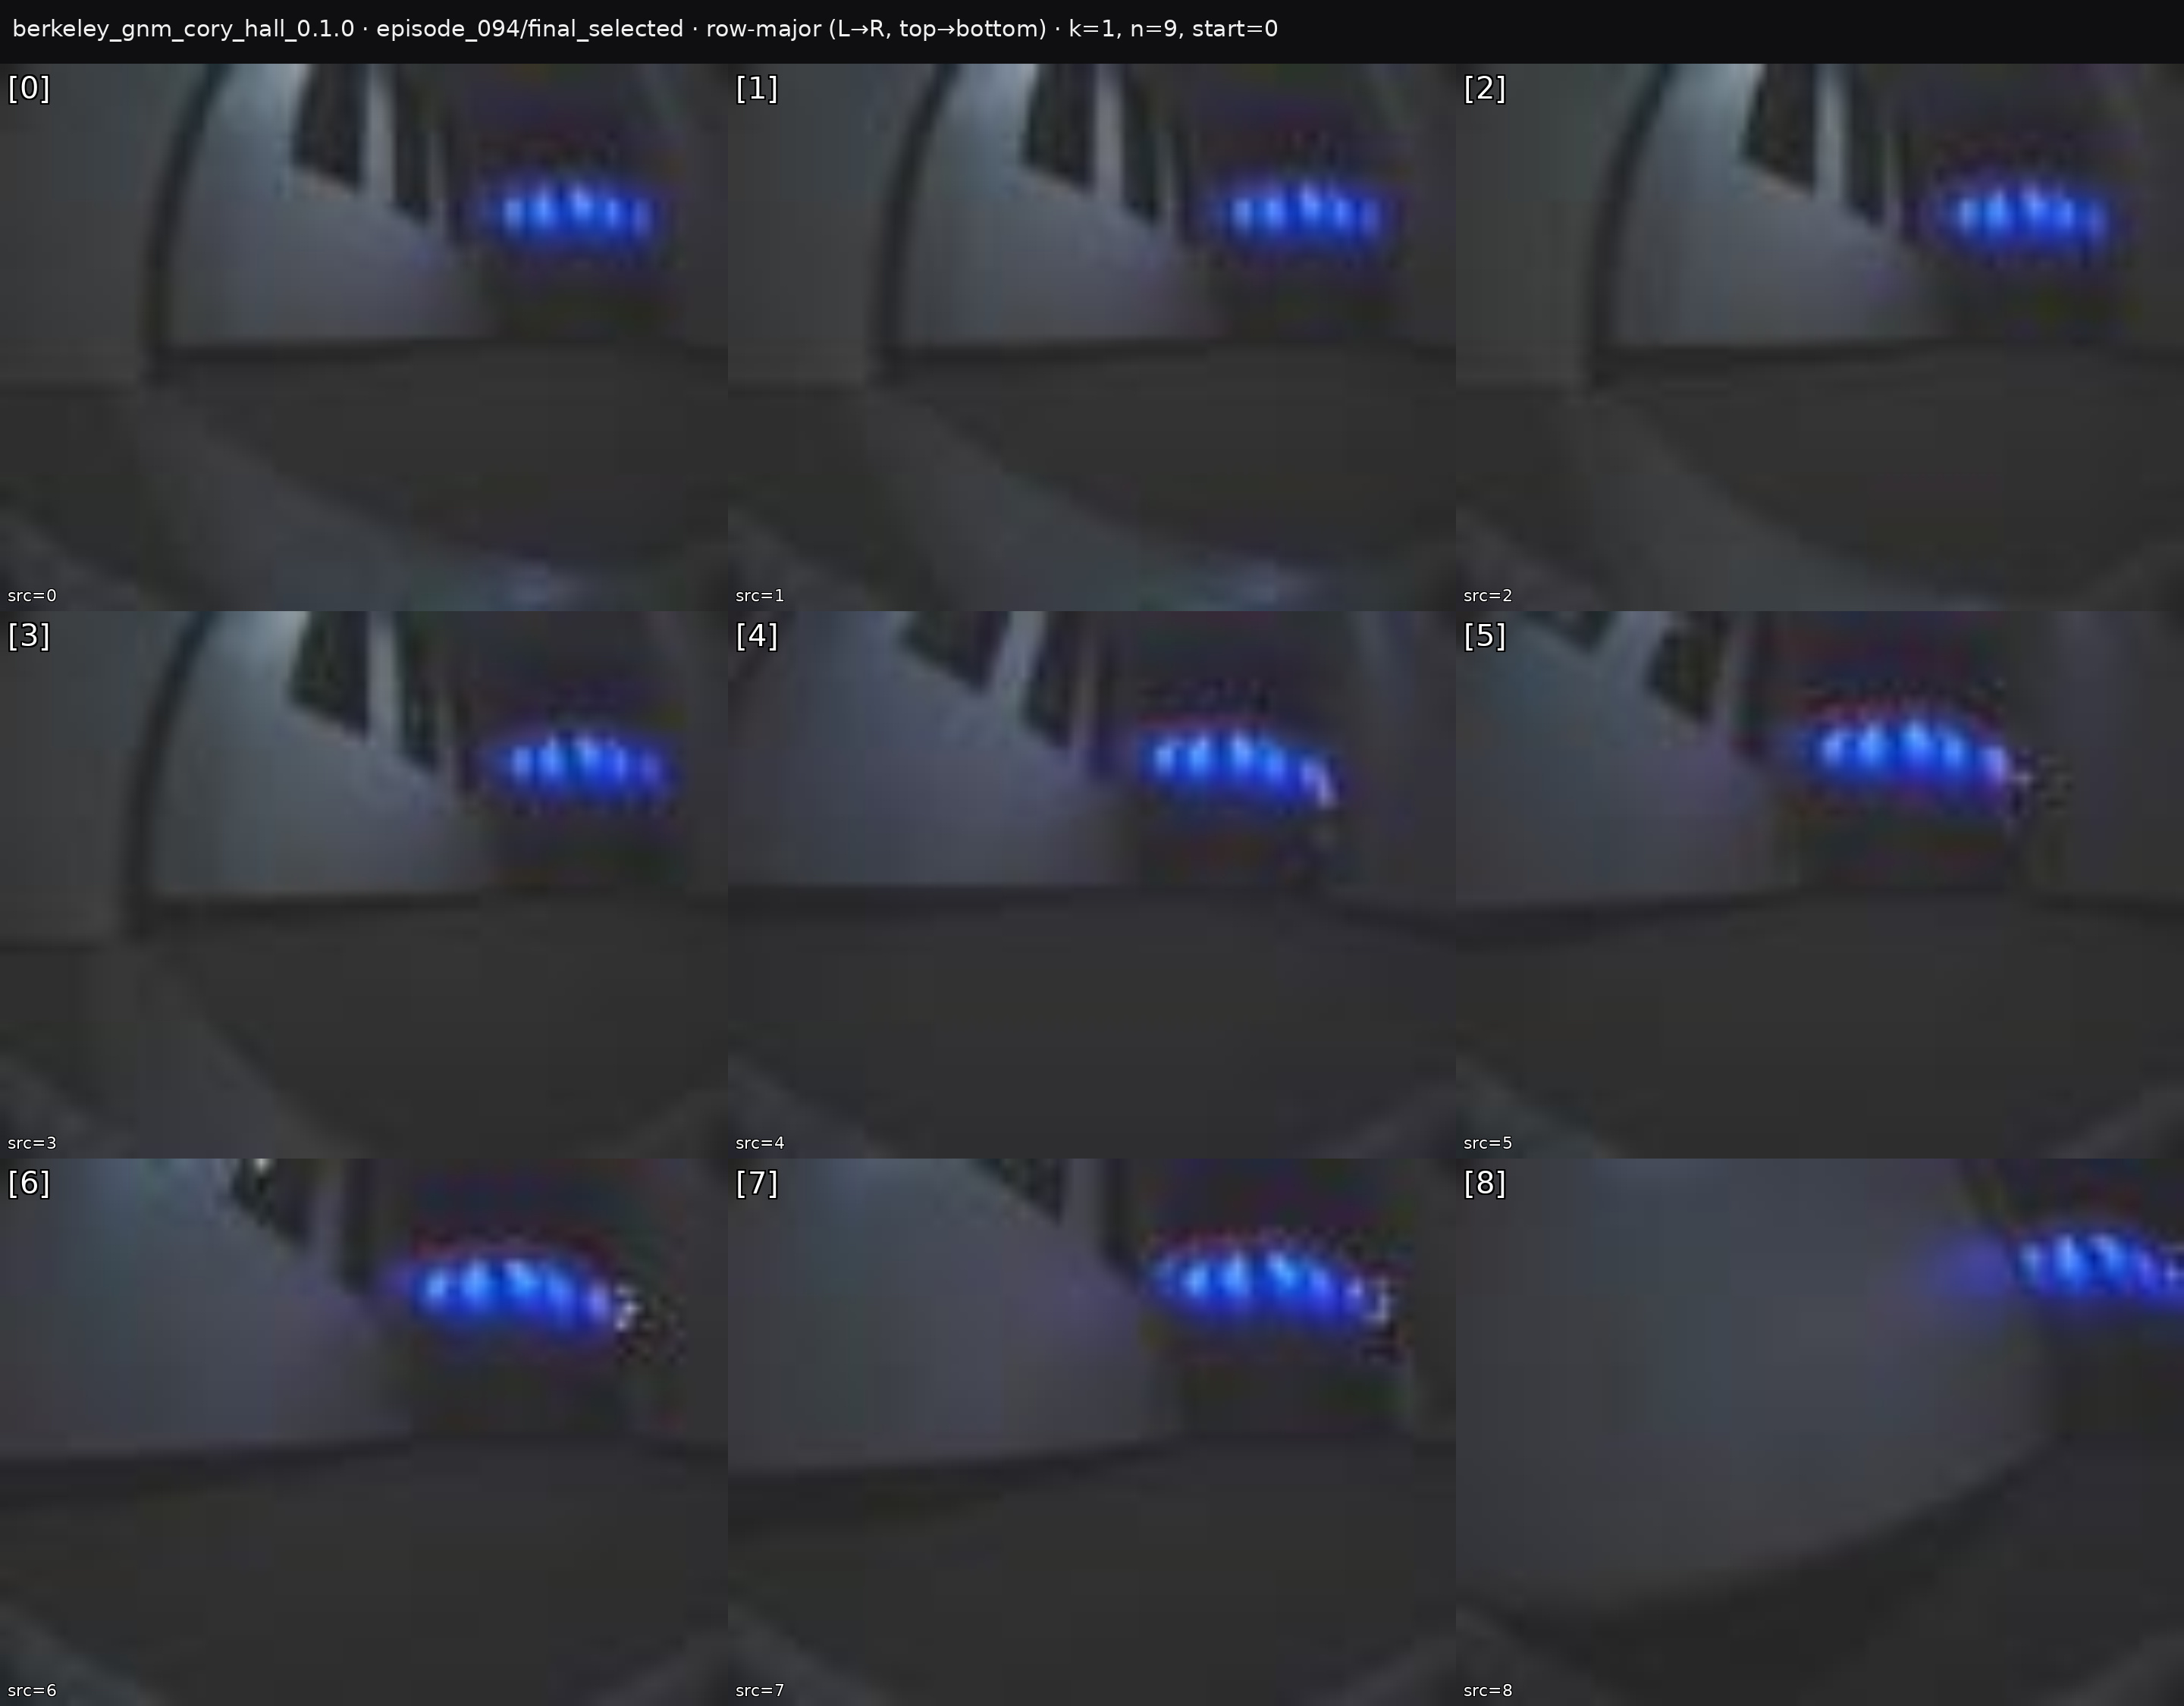 berkeley_gnm_cory_hall_0.1.0 · episode_094/final_selected · row-major (L→R, top→bottom) · k=1, n=9, start=0
[0]
[1]
[2]
src=0
src=1
src=2
[3]
[4]
[5]
src=3
src=4
src=5
[6]
[7]
[8]
src=6
src=7
src=8